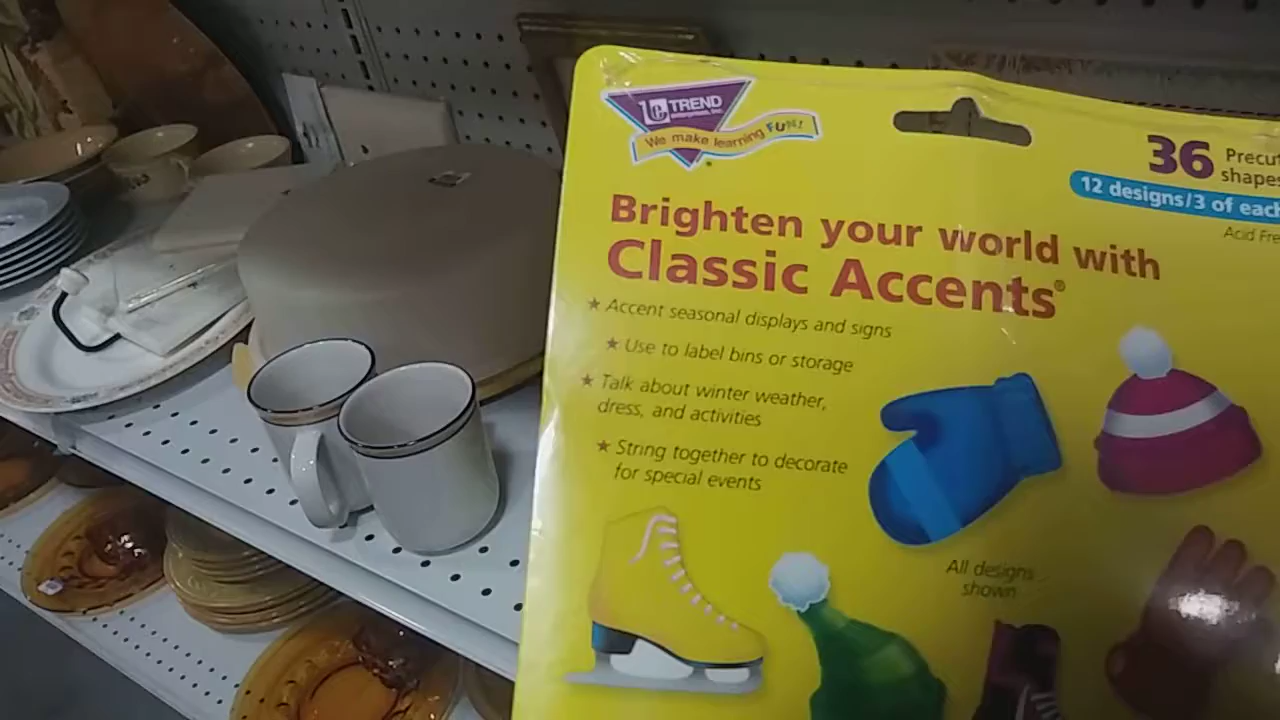 TREND
We make learning FUN!
36 Precut
shapes
12 designs/3 of each
Acid Fre
Brighten your world with
Classic Accents®
★ Accent seasonal displays and signs
★ Use to label bins or storage
★ Talk about winter weather,
dress, and activities
★ String together to decorate
for special events
All designs
shown